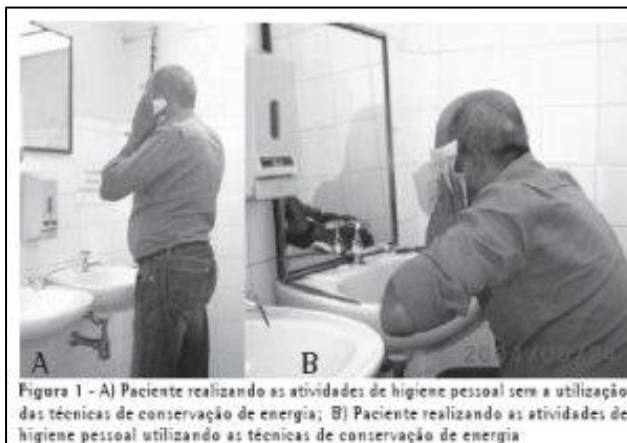 A
B
Figura 1 - A) Paciente realizando as atividades de higiene pessoal sem a utilização
das técnicas de conservação de energia; B) Paciente realizando as atividades de
higiene pessoal utilizando as técnicas de conservação de energia